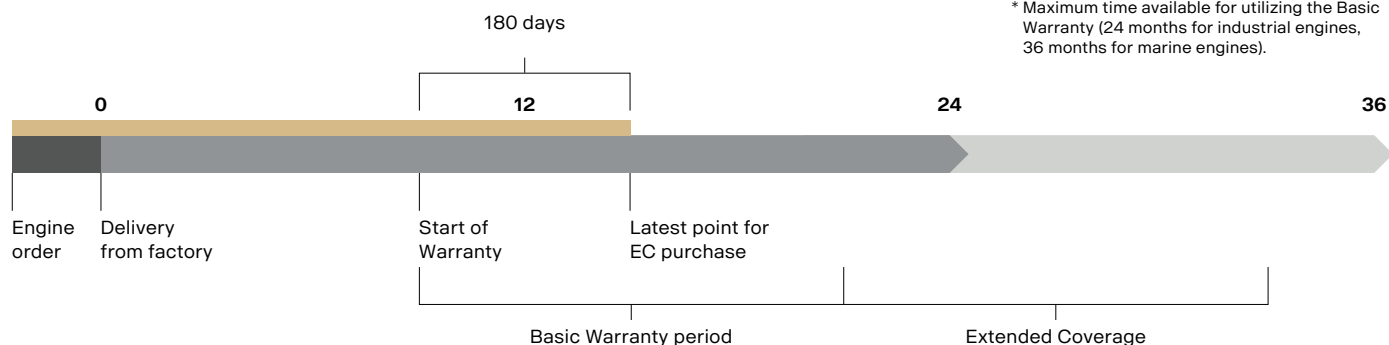 * Maximum time available for utilizing the Basic
Warranty (24 months for industrial engines,
36 months for marine engines).
180 days
0
12
24
36
Engine
order
Delivery
from factory
Start of
Warranty
Latest point for
EC purchase
Basic Warranty period
Extended Coverage